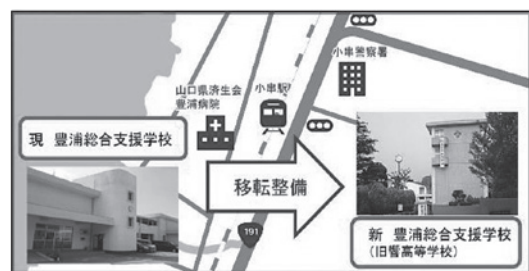 小串警察署
小串駅
山口県済生会
豊浦病院
現 豊浦総合支援学校
移転整備
191
新 豊浦総合支援学校
(旧響高等学校)